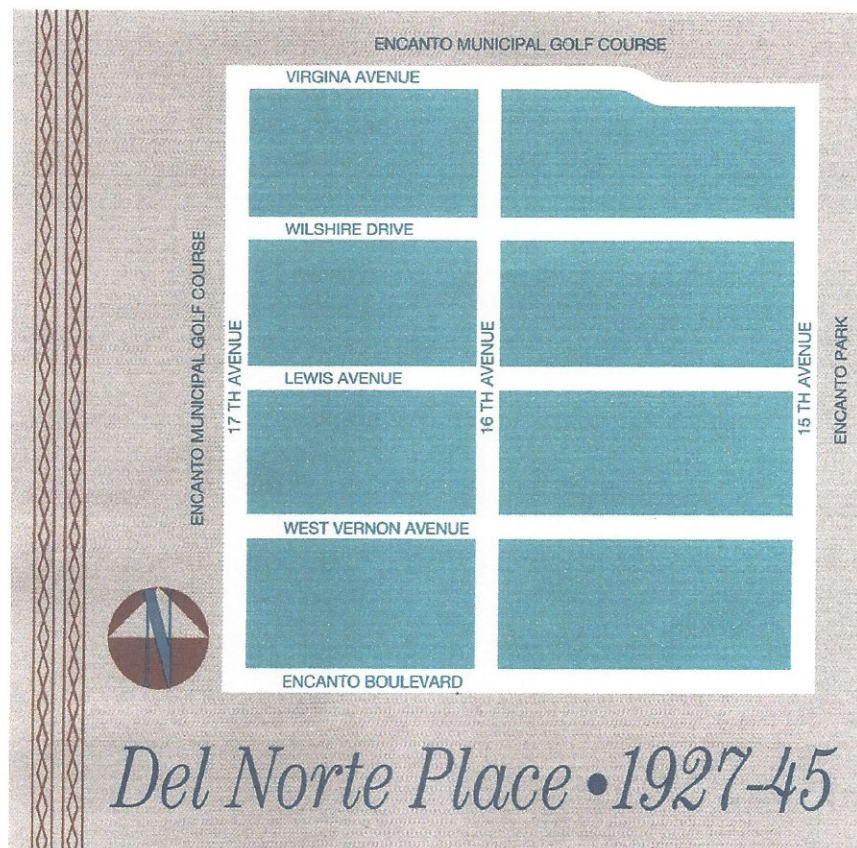 ENCANTO MUNICIPAL GOLF COURSE
VIRGINA AVENUE
WILSHIRE DRIVE
ENCANTO MUNICIPAL GOLF COURSE
17 TH AVENUE
LEWIS AVENUE
16 TH AVENUE
15 TH AVENUE
ENCANTO PARK
WEST VERNON AVENUE
N
ENCANTO BOULEVARD
Del Norte Place • 1927-45